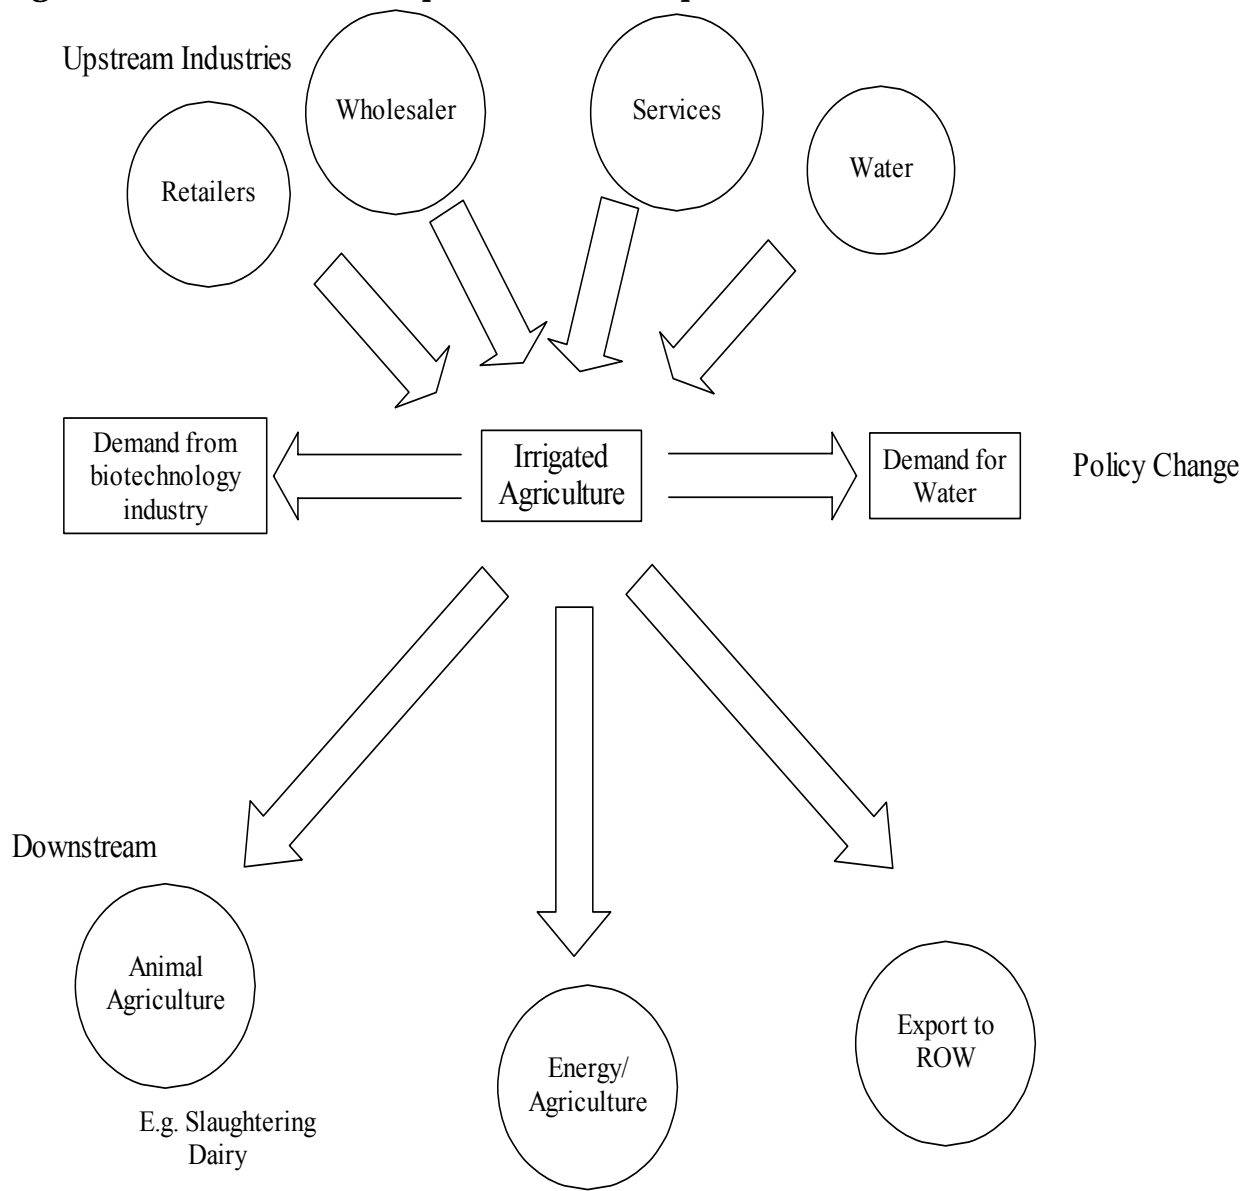 Upstream Industries
Wholesaler
Services
Water
Retailers
Demand from
biotechnology
industry
Irrigated
Agriculture
Demand for
Water
Policy Change
Downstream
Animal
Agriculture
E.g. Slaughtering
Dairy
Energy/
Agriculture
Export to
ROW